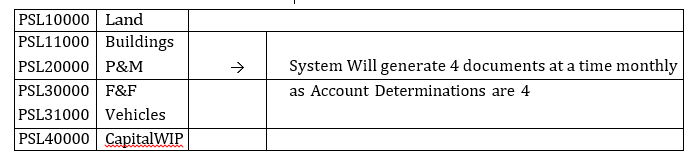 PSL10000 Land
PSL11000 Buildings
PSL20000 P&M → System Will generate 4 documents at a time monthly
PSL30000 F&F as Account Determinations are 4
PSL31000 Vehicles
PSL40000 CapitalWIP